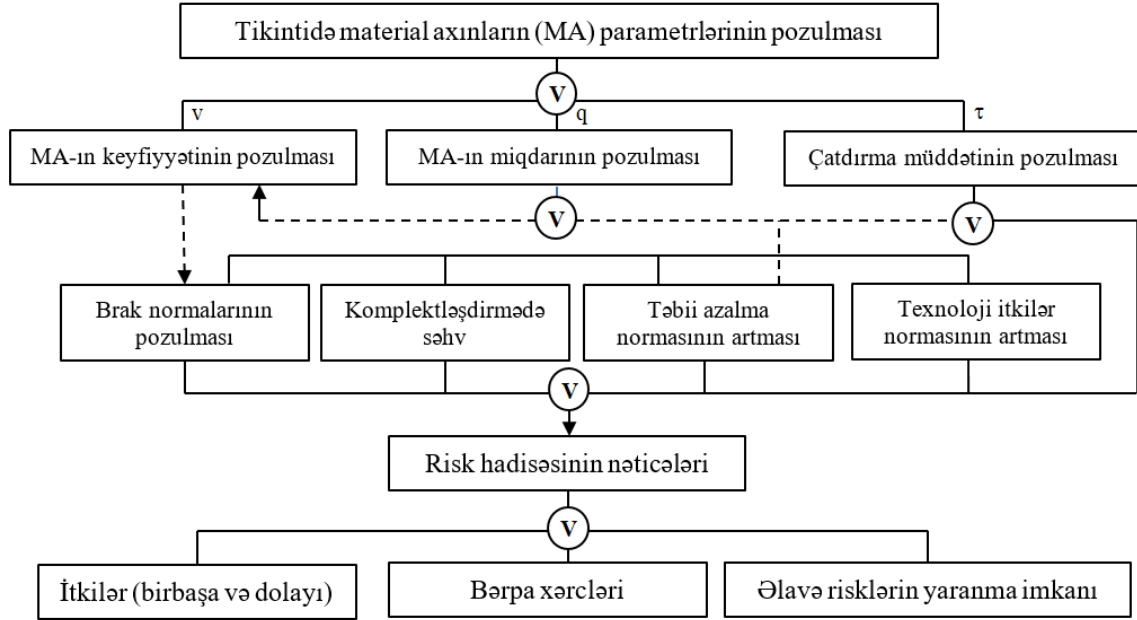 Tikintidə material axınların (MA) parametrlərinin pozulması
V
v
q
τ
MA-ın keyfiyyətinin pozulması
MA-ın miqdarının pozulması
Çatdırma müddətinin pozulması
V
V
Brak normalarının
pozulması
Komplektləşdirmədə
səhv
Təbii azalma
normasının artması
Texnoloji itkilər
normasının artması
V
Risk hadisəsinin nəticələri
V
İtkilər (birbaşa və dolayı)
Bərpa xərcləri
Əlavə risklərin yaranma imkanı